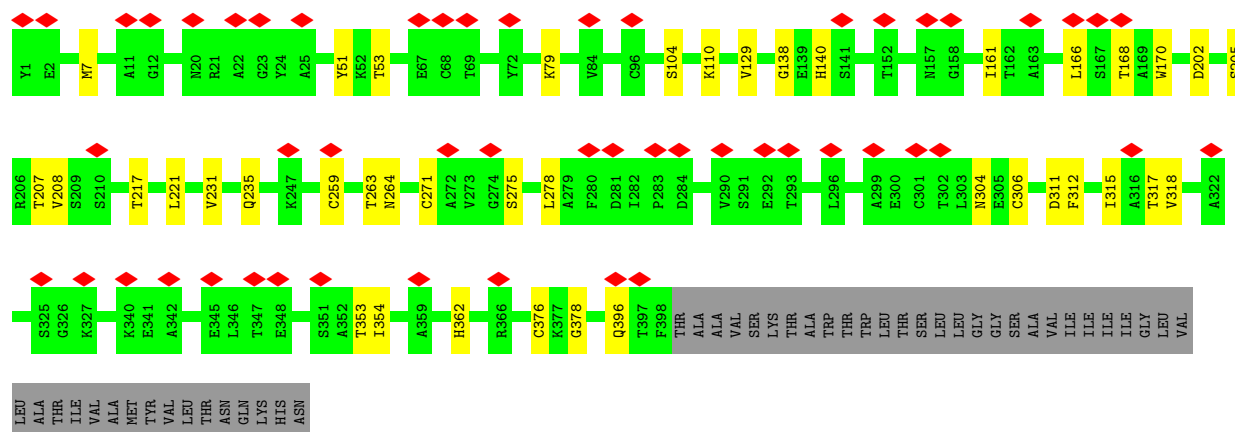 Y1 E2 M7 A11 G12 N20 R21 A22 G23 Y24 A25 Y51 K52 T53 E67 C68 T69 Y72 K79 V84 C96 S104 K110 V129 G138 E139 H140 S141 T152 N157 G158 I161 T162 A163 L166 S167 T168 A169 W170 D202
R206 T207 V208 S209 S210 T217 L221 V231 Q235 K247 C259 T263 N264 C271 A272 V273 G274 S275 L278 A279 F280 D281 I282 P283 D284 V290 S291 E292 T293 L296 A299 E300 C301 T302 L303 N304 E305 C306 D311 F312 I315 A316 T317 V318 A322
S325 G326 K327 K340 E341 A342 E345 L346 T347 E348 S351 A352 T353 I354 A359 H362 R366 C376 K377 G378 Q396 T397 F398 THR ALA ALA VAL SER LYS THR ALA TRP THR TRP LEU THR SER LEU LEU GLY GLY SER ALA VAL ILE ILE ILE ILE GLY LEU VAL
LEU ALA THR ILE VAL ALA MET TYR VAL LEU THR ASN GLN LYS HIS ASN